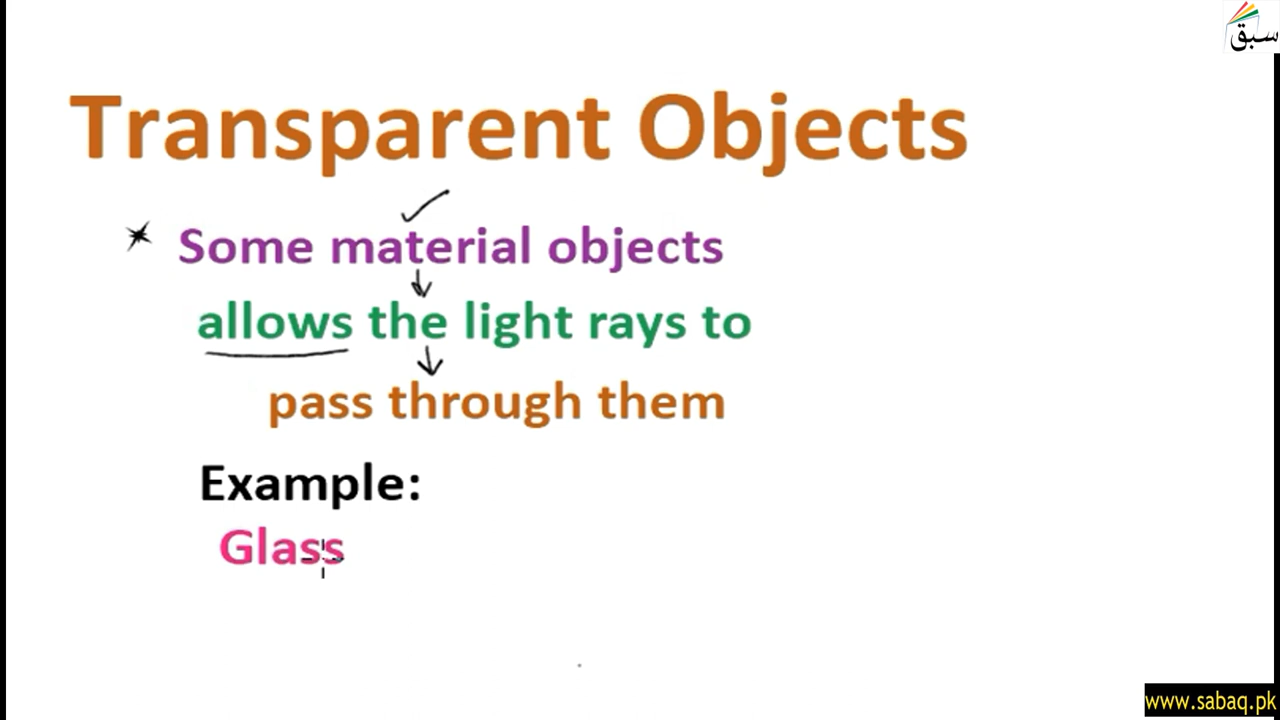 سبق
Transparent Objects
Some material objects
allows the light rays to
pass through them
Example:
Glass
www.sabaq.pk